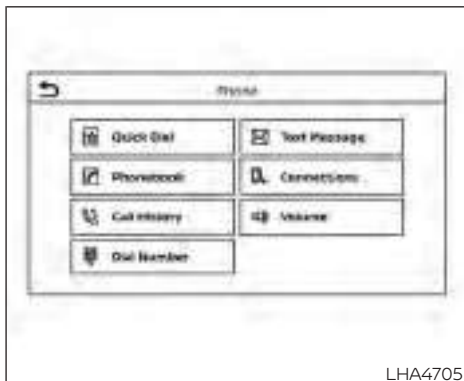 Phone
Quick Dial
Text Message
Phonebook
Connections
Call History
Volume
Dial Number
LHA4705